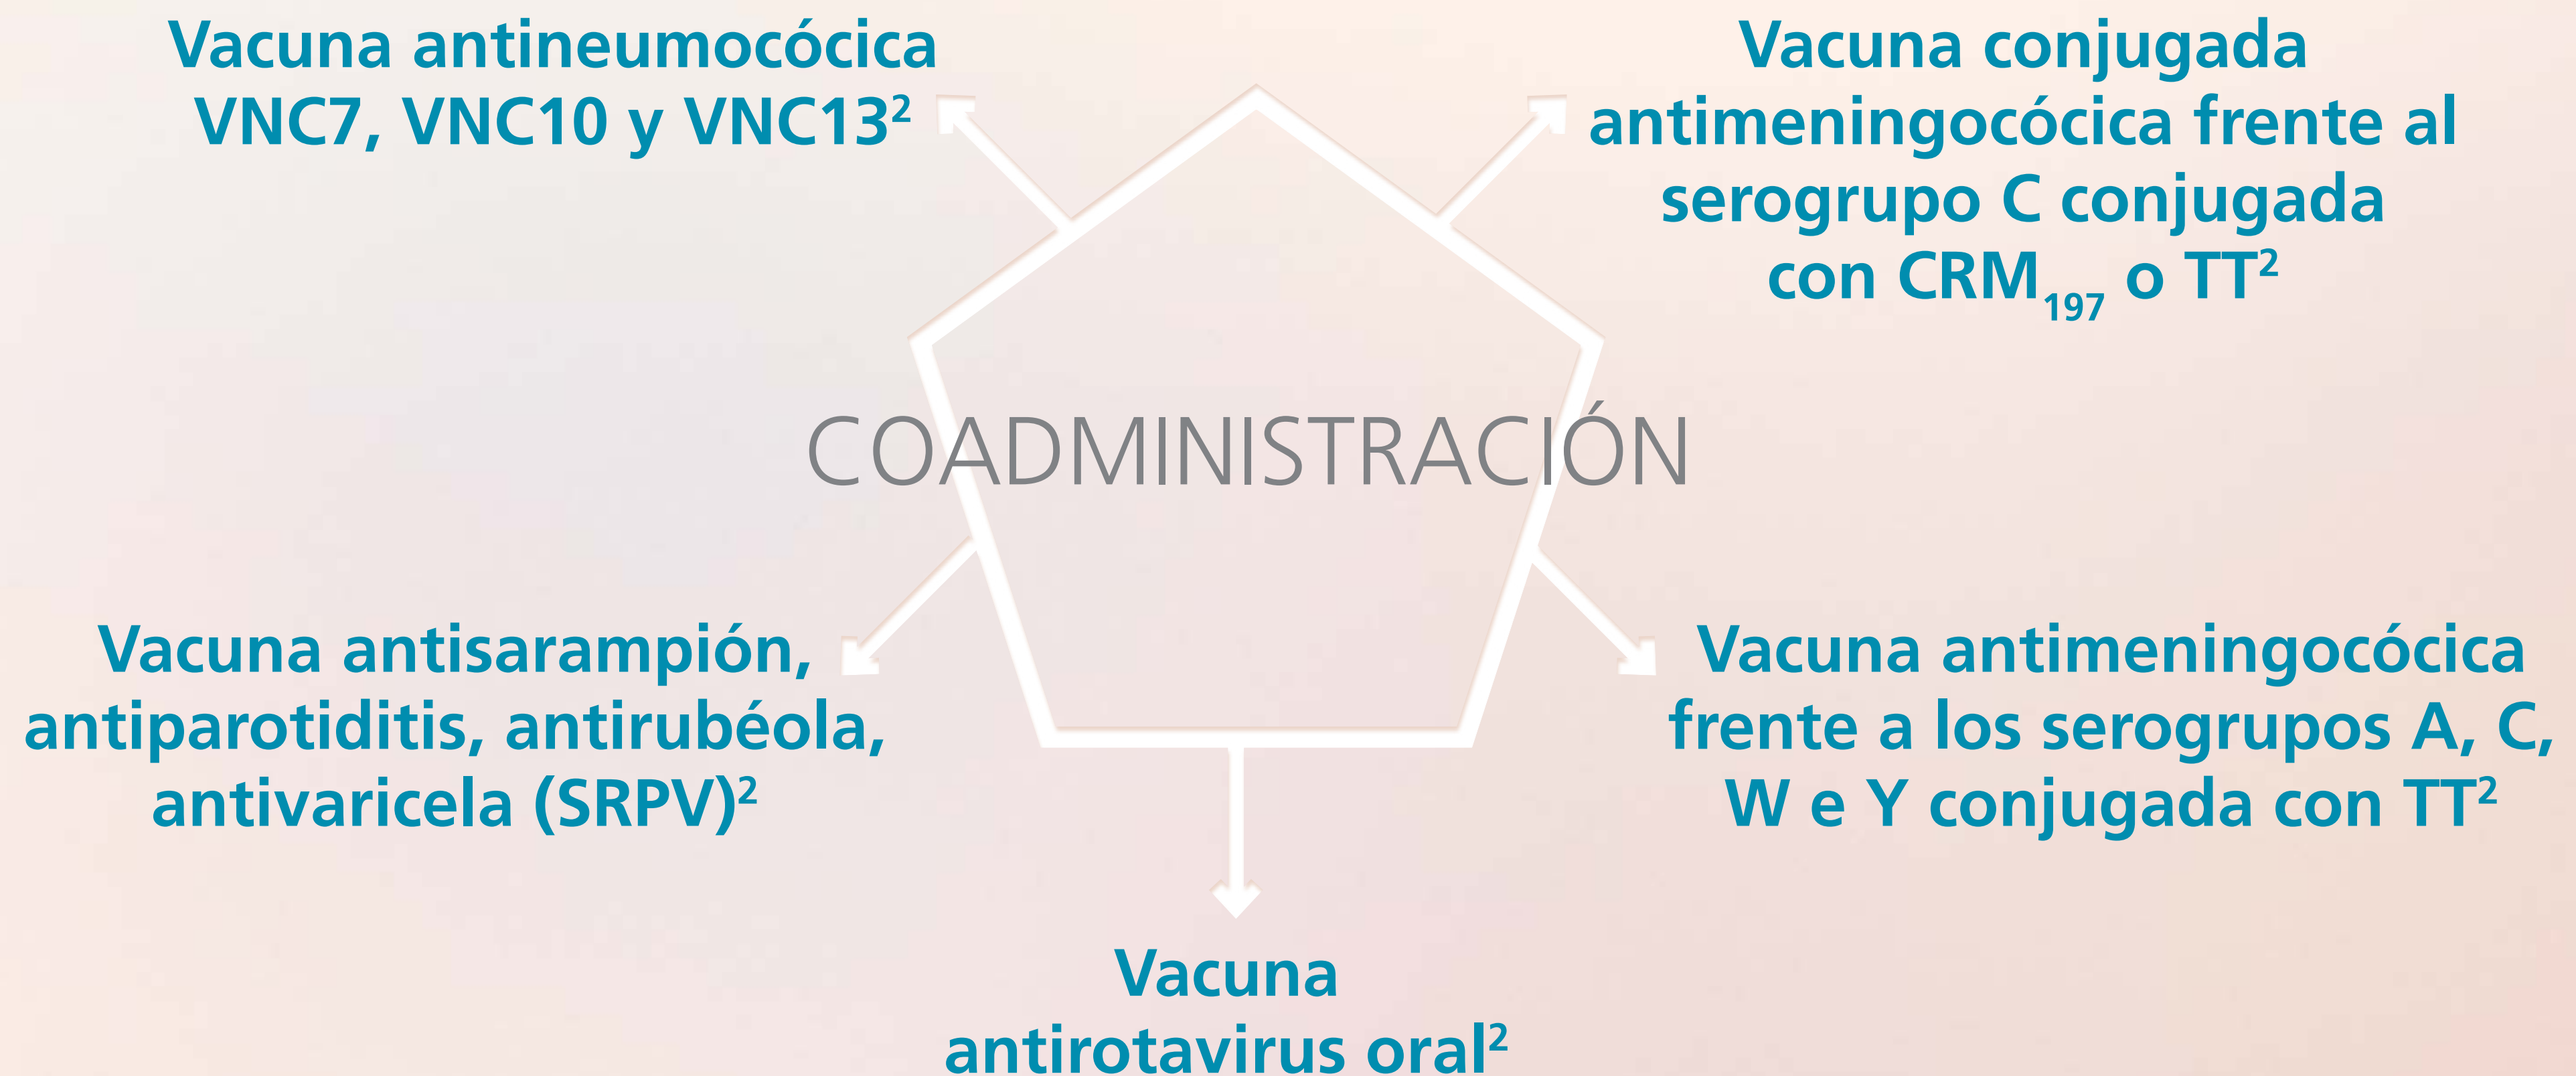 Vacuna antineumocócica
VNC7, VNC10 y VNC13²
Vacuna conjugada
antimeningocócica frente al
serogrupo C conjugada
con CRM₁₉₇ o TT²
COADMINISTRACIÓN
Vacuna antisarampión,
antiparotiditis, antirubéola,
antivaricela (SRPV)²
Vacuna antimeningocócica
frente a los serogrupos A, C,
W e Y conjugada con TT²
Vacuna
antirotavirus oral²